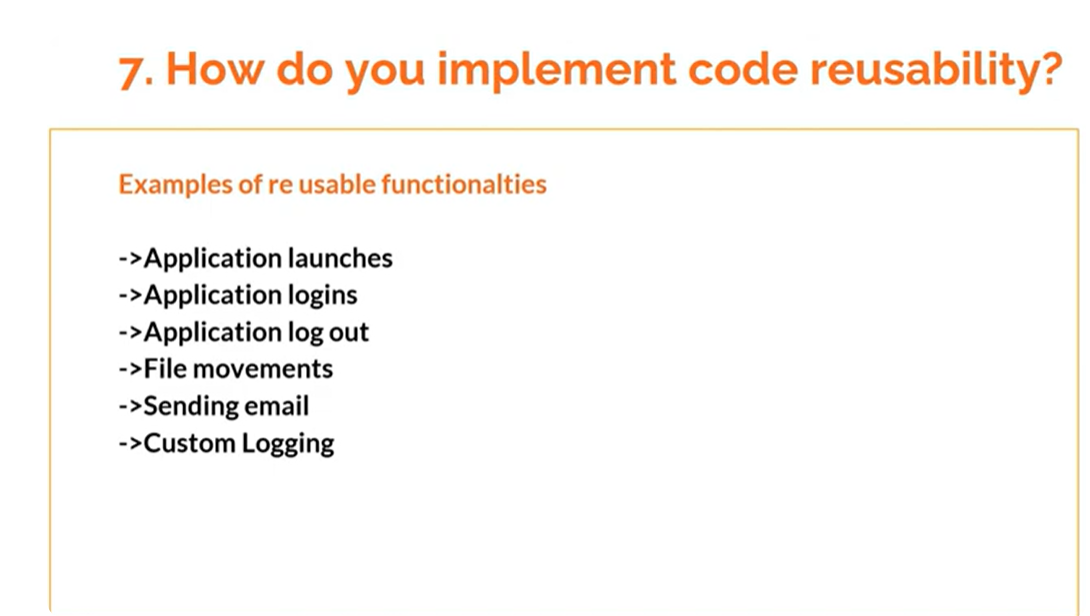 7. How do you implement code reusability?
Examples of re usable functionalties
->Application launches
->Application logins
->Application log out
->File movements
->Sending email
->Custom Logging